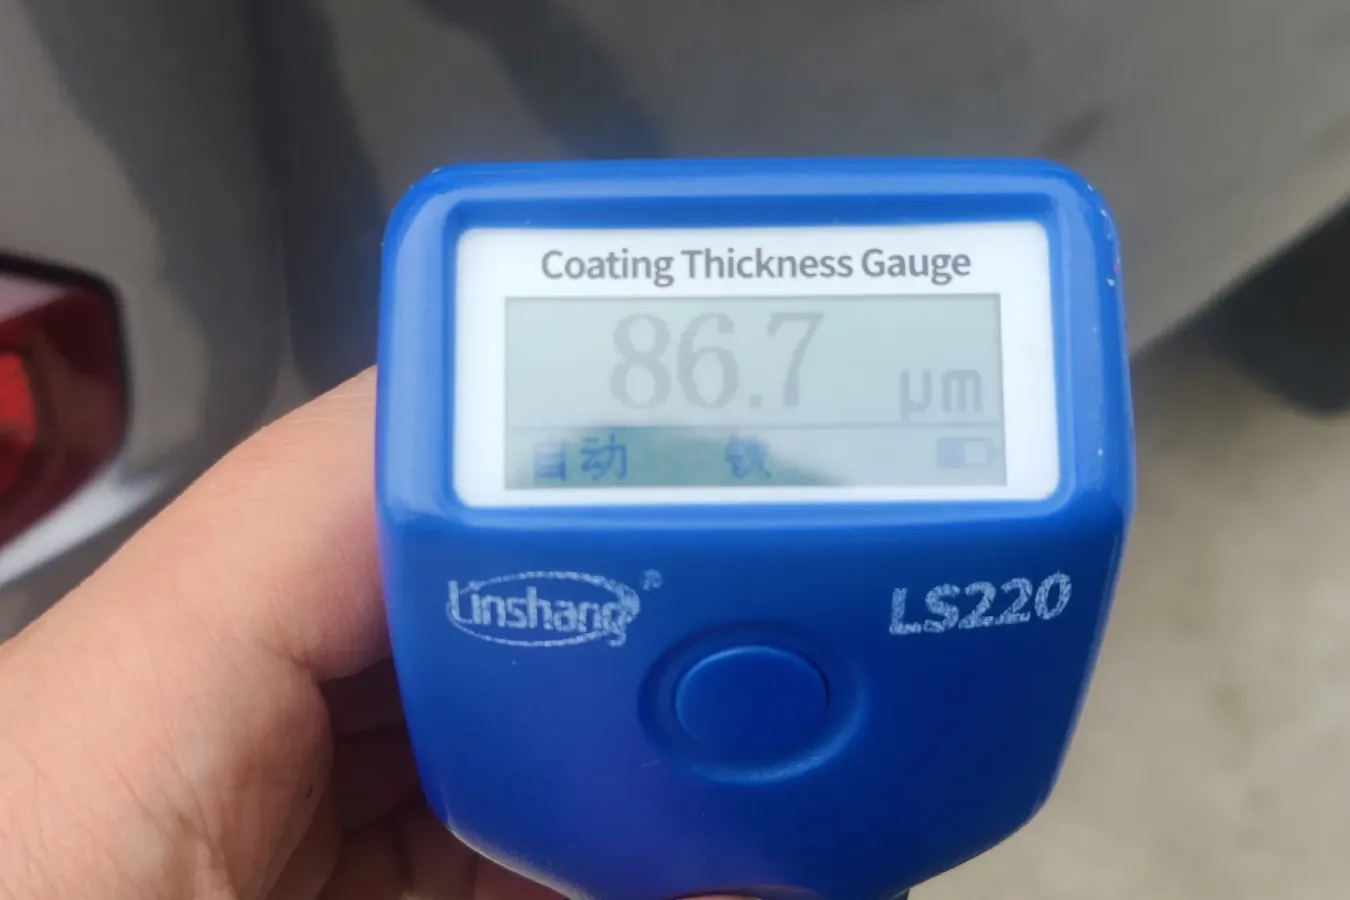 Coating Thickness Gauge
86.7 μm
自动 铁
Linshang® LS220